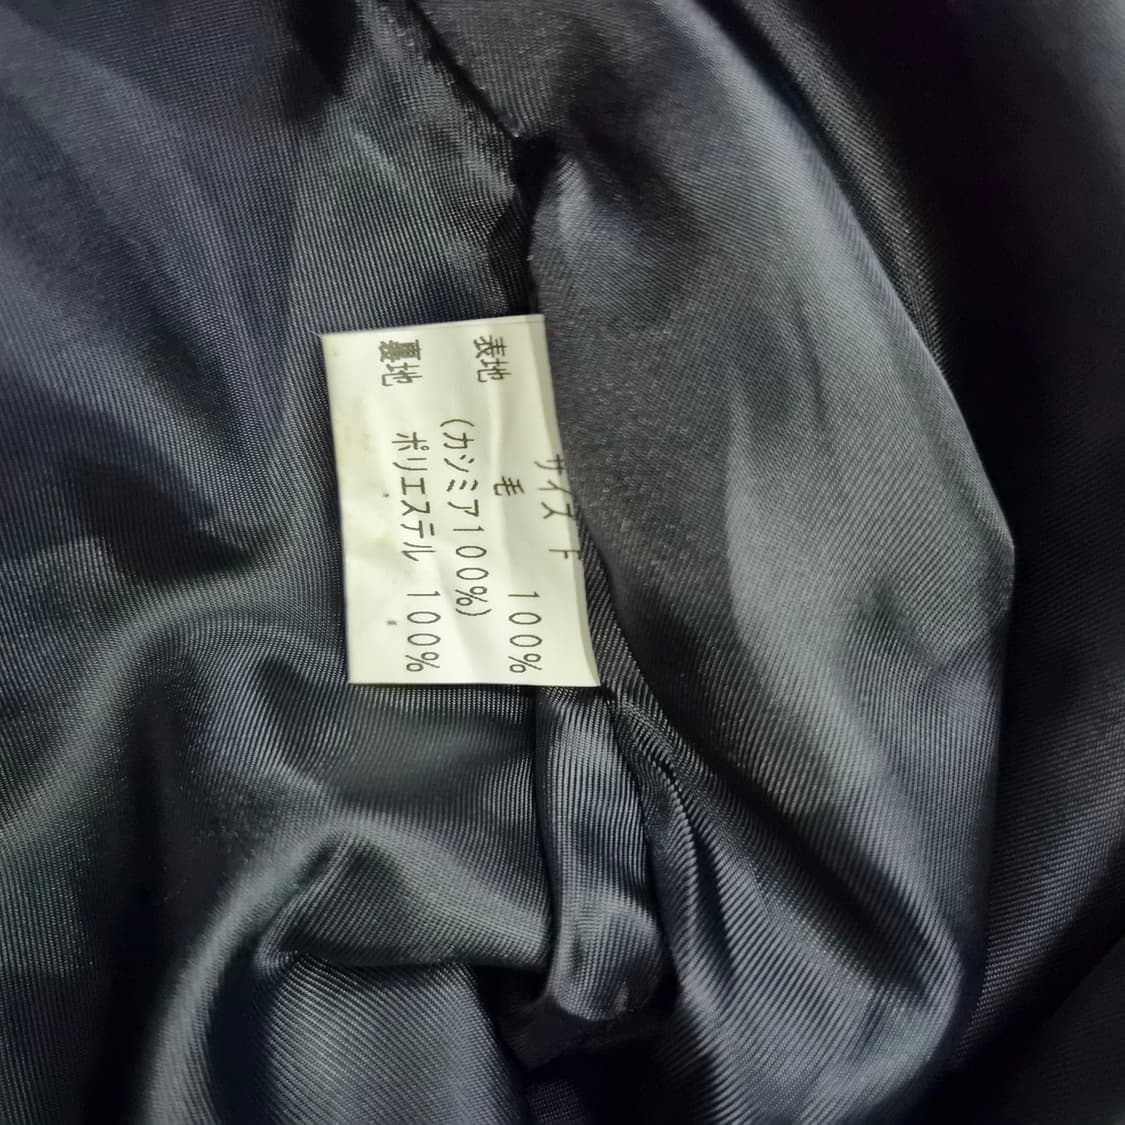 サイズ
表地 毛 100%
(カシミア100%)
裏地 ポリエステル 100%